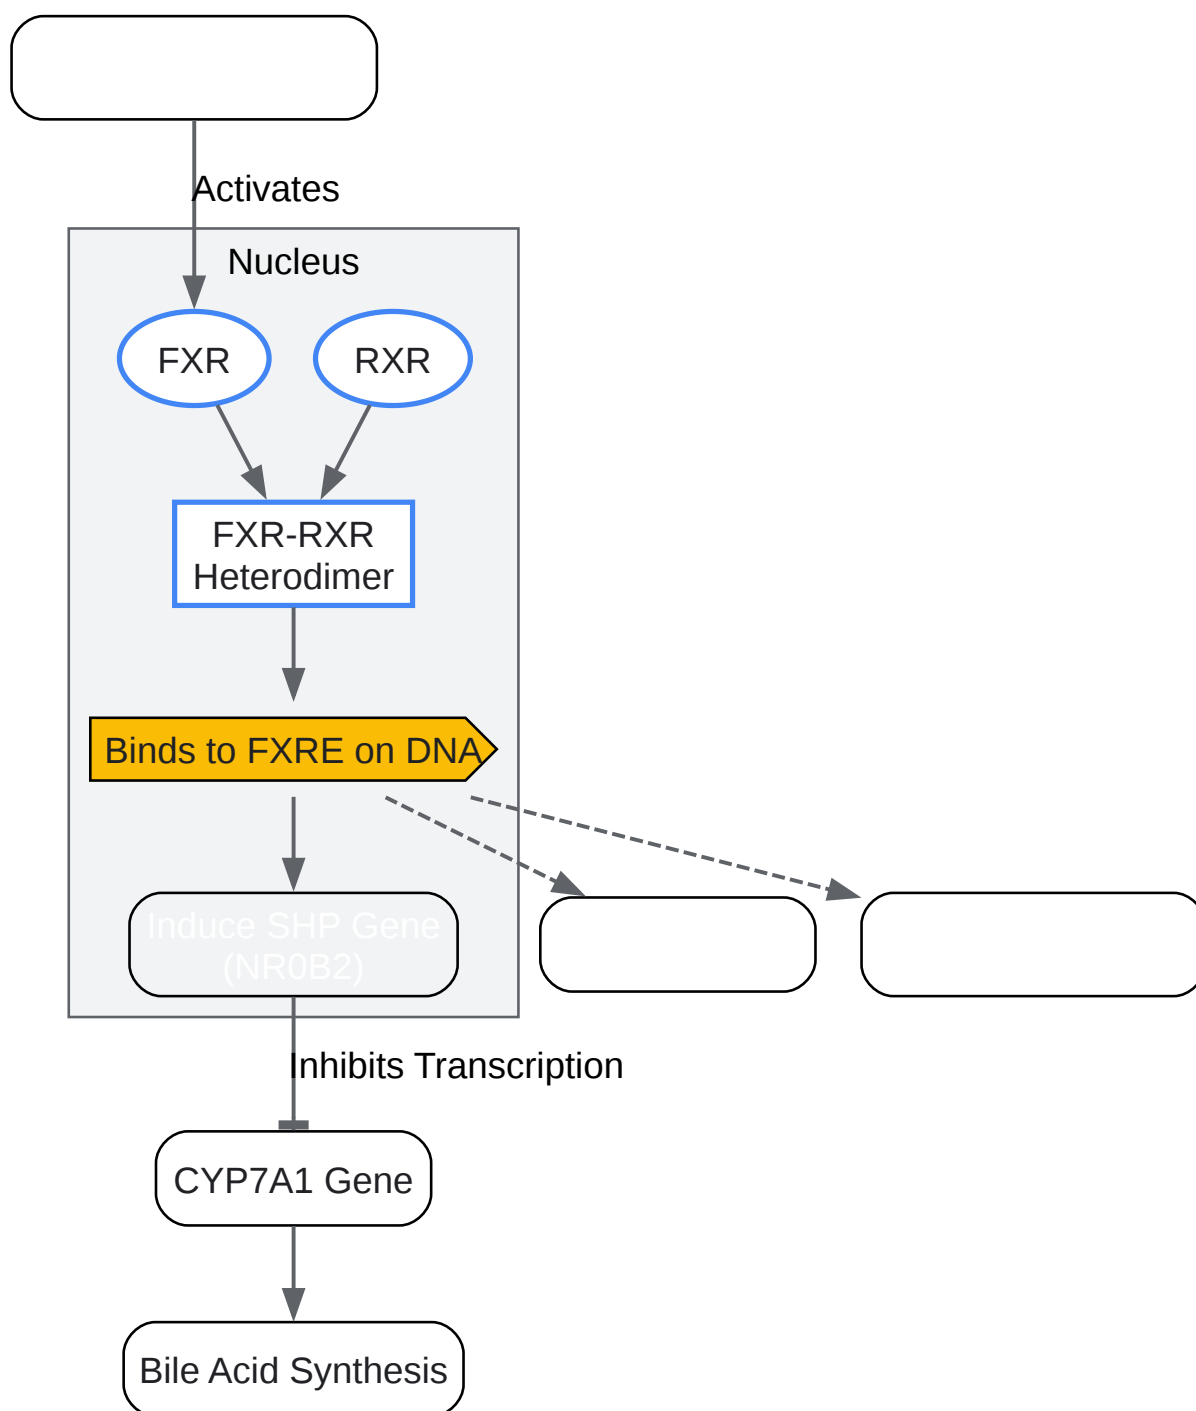 Activates
Nucleus
FXR
RXR
FXR-RXR
Heterodimer
Binds to FXRE on DNA
Induce SHP Gene
(NR0B2)
Inhibits Transcription
CYP7A1 Gene
Bile Acid Synthesis